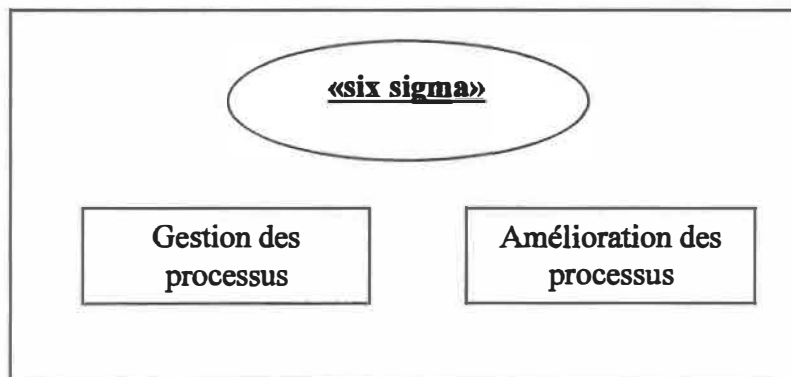 «six sigma»
Gestion des
processus
Amélioration des
processus